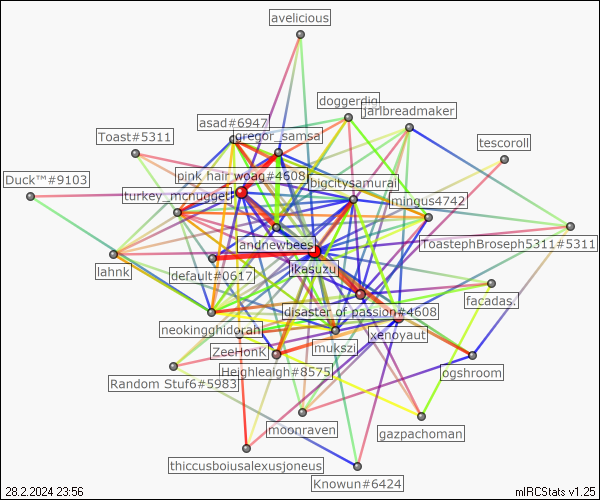 avelicious
doggerdigi
jarlbreadmaker
asad#6947
gregor_samsa
Toast#5311
tescoroll
pink hair woag#4608
Duck™#9103
bigcitysamurai
turkey_mcnugget
mingus4742
andnewbees
ToastephBroseph5311#5311
ikasuzu
lahnk
default#0617
facadas.
disaster of passion#4608
neokingghidorah
xenoyaut
ZeeHonK
mukszi
Heighleaigh#8575
ogshroom
Random Stuf6#5983
moonraven
gazpachoman
thiccusboiusalexusjoneus
Knowun#6424
28.2.2024 23:56
mIRCStats v1.25